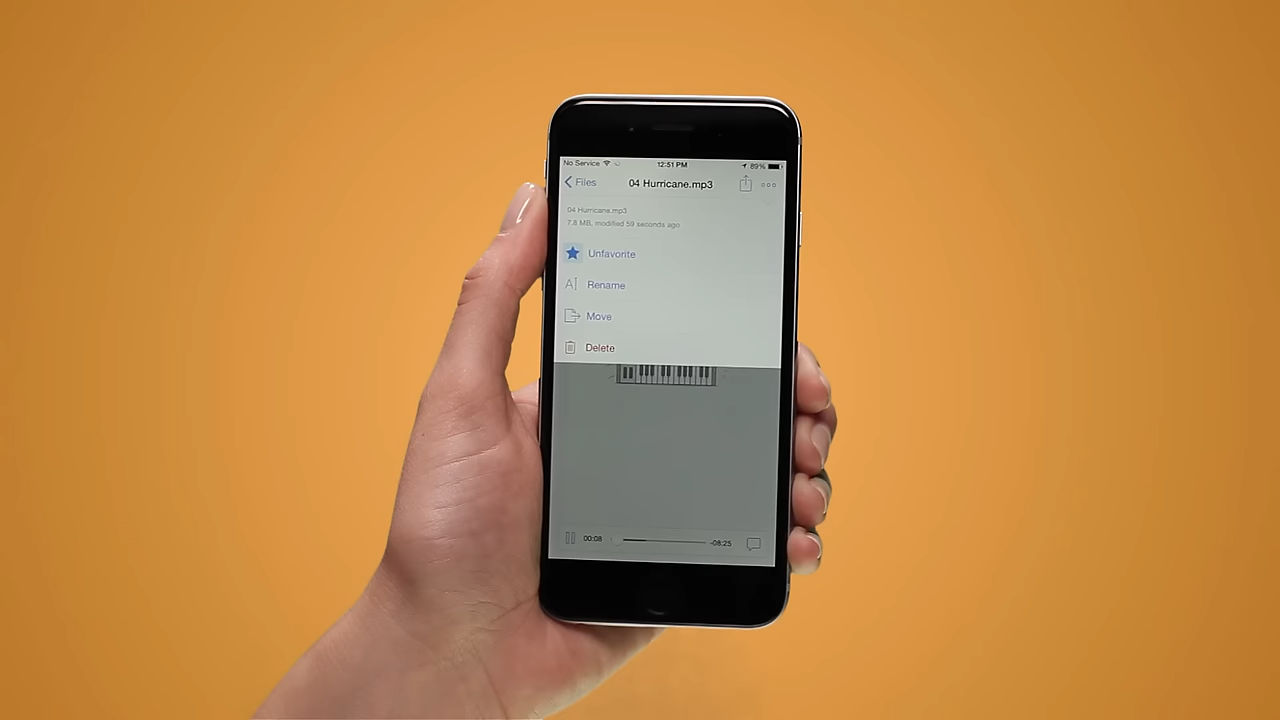 No Service 12:51 PM 89%
Files 04 Hurricane.mp3
04 Hurricane.mp3
7.8 MB, modified 59 seconds ago
Unfavorite
Rename
Move
Delete
00:08 -08:25